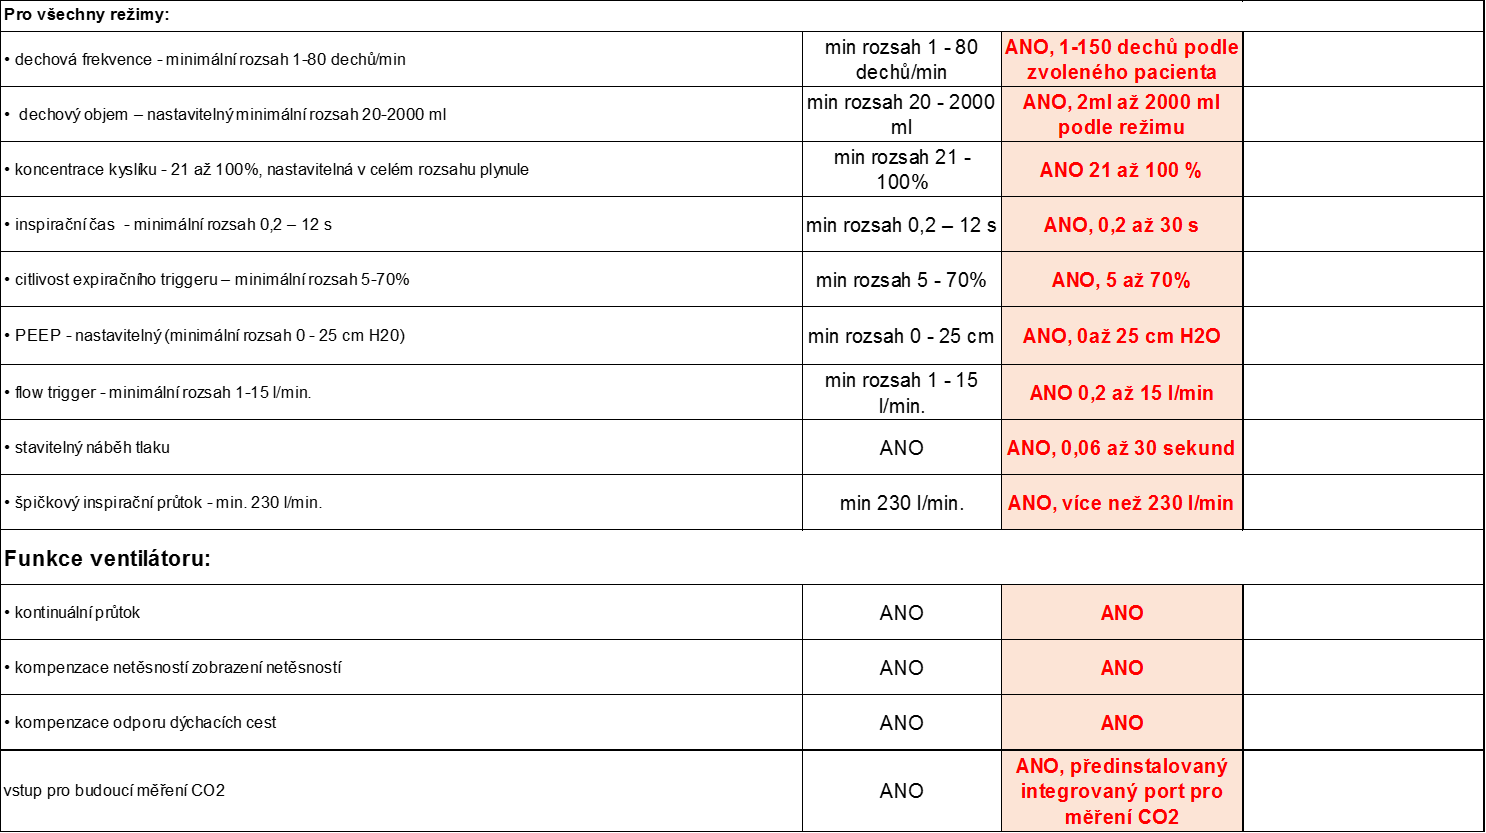 Pro všechny režimy:
• dechová frekvence - minimální rozsah 1-80 dechů/min
min rozsah 1 - 80
dechů/min
ANO, 1-150 dechů podle
zvoleného pacienta
• dechový objem – nastavitelný minimální rozsah 20-2000 ml
min rozsah 20 - 2000
ml
ANO, 2ml až 2000 ml
podle režimu
• koncentrace kyslíku - 21 až 100%, nastavitelná v celém rozsahu plynule
min rozsah 21 -
100%
ANO 21 až 100 %
• inspirační čas - minimální rozsah 0,2 – 12 s
min rozsah 0,2 – 12 s
ANO, 0,2 až 30 s
• citlivost expiračního triggeru – minimální rozsah 5-70%
min rozsah 5 - 70%
ANO, 5 až 70%
• PEEP - nastavitelný (minimální rozsah 0 - 25 cm H20)
min rozsah 0 - 25 cm
ANO, 0až 25 cm H2O
• flow trigger - minimální rozsah 1-15 l/min.
min rozsah 1 - 15
l/min.
ANO 0,2 až 15 l/min
• stavitelný náběh tlaku
ANO
ANO, 0,06 až 30 sekund
• špičkový inspirační průtok - min. 230 l/min.
min 230 l/min.
ANO, více než 230 l/min
Funkce ventilátoru:
• kontinuální průtok
ANO
ANO
• kompenzace netěsností zobrazení netěsností
ANO
ANO
• kompenzace odporu dýchacích cest
ANO
ANO
vstup pro budoucí měření CO2
ANO
ANO, předinstalovaný
integrovaný port pro
měření CO2